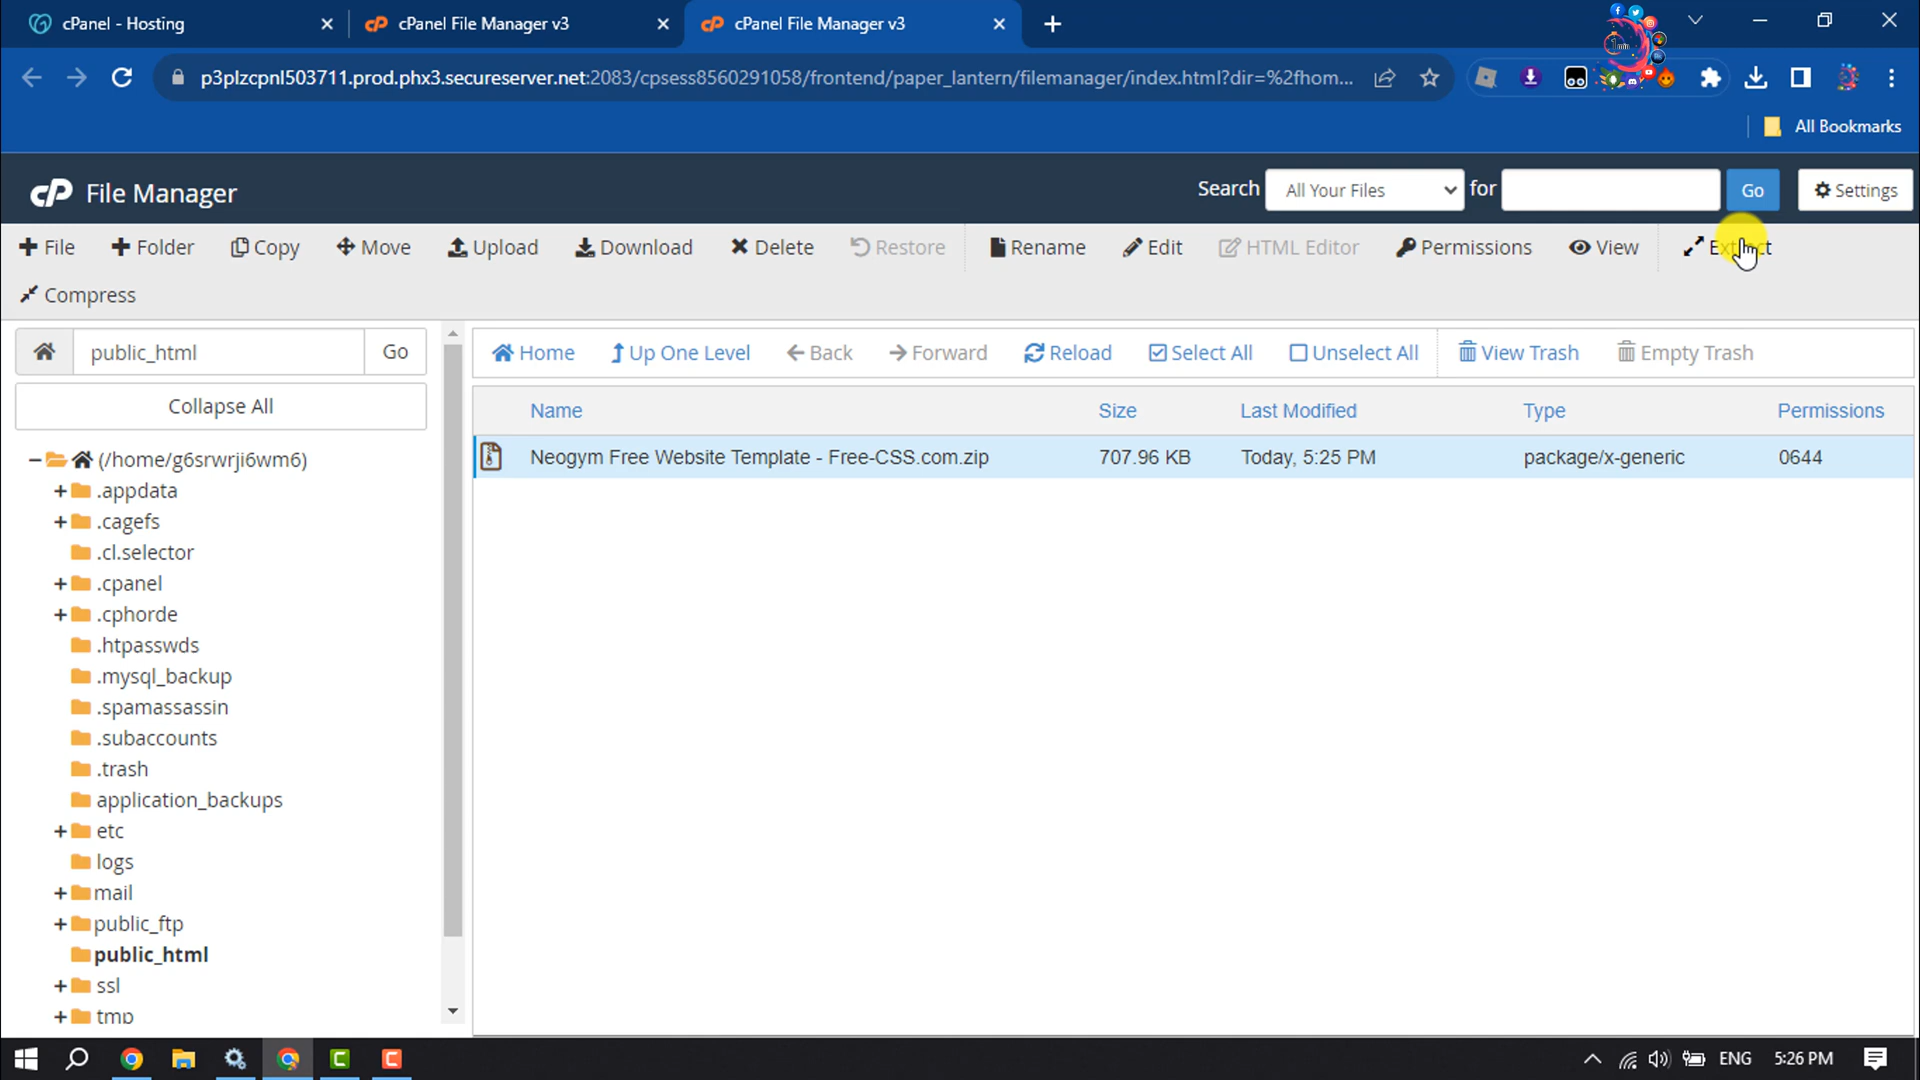 cPanel - Hosting
cPanel File Manager v3
cPanel File Manager v3
p3plzcpnl503711.prod.phx3.secureserver.net:2083/cpsess8560291058/frontend/paper_lantern/filemanager/index.html?dir=%2fhom...
All Bookmarks
cP File Manager
Search All Your Files for Go Settings
File Folder Copy Move Upload Download Delete Restore Rename Edit HTML Editor Permissions View Extract
Compress
public_html Go
Home Up One Level Back Forward Reload Select All Unselect All View Trash Empty Trash
Collapse All
Name Size Last Modified Type Permissions
Neogym Free Website Template - Free-CSS.com.zip 707.96 KB Today, 5:25 PM package/x-generic 0644
(/home/g6srwrji6wm6)
.appdata
.cagefs
.cl.selector
.cpanel
.cphorde
.htpasswds
.mysql_backup
.spamassassin
.subaccounts
.trash
application_backups
etc
logs
mail
public_ftp
public_html
ssl
tmp
ENG 5:26 PM